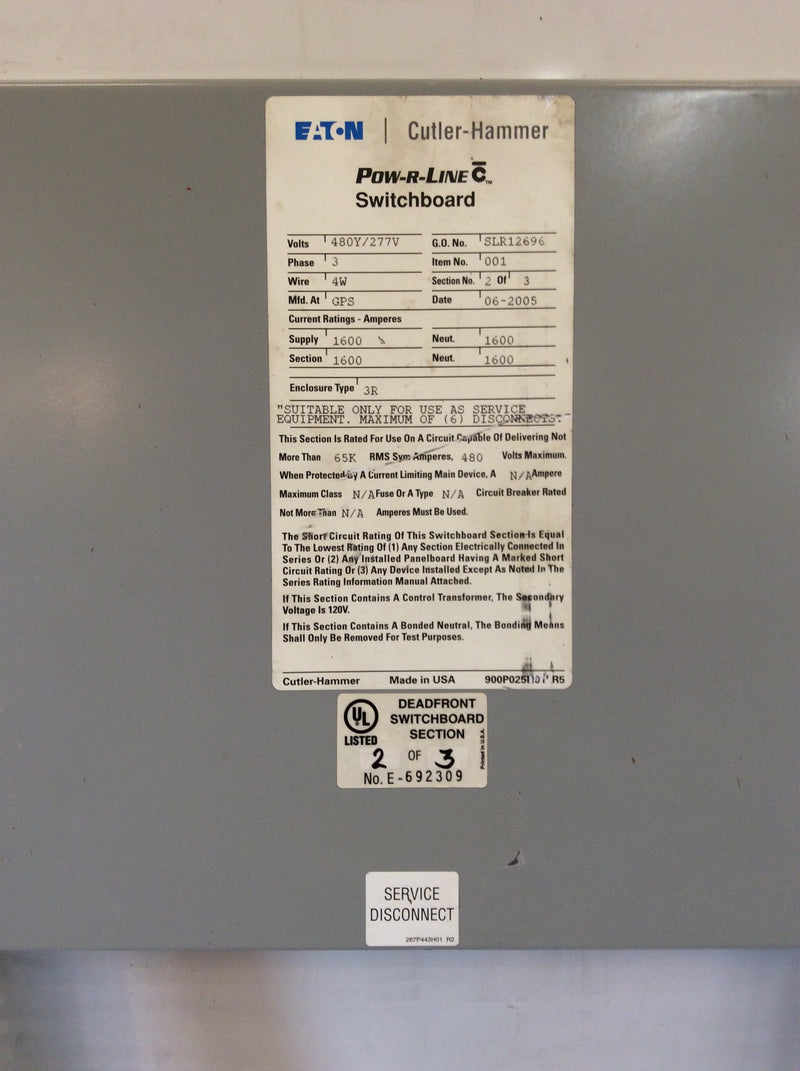 EATON | Cutler-Hammer
POW-R-LINE C™
Switchboard
Volts 480Y/277V G.O. No. SLR12696
Phase 3 Item No. 001
Wire 4W Section No. 2 Of 3
Mfd. At GPS Date 06-2005
Current Ratings - Amperes
Supply 1600 Neut. 1600
Section 1600 Neut. 1600
Enclosure Type 3R
"SUITABLE ONLY FOR USE AS SERVICE
EQUIPMENT. MAXIMUM OF (6) DISCONNECTS."
This Section Is Rated For Use On A Circuit Capable Of Delivering Not
More Than 65K RMS Sym Amperes, 480 Volts Maximum.
When Protected by A Current Limiting Main Device, A N/A Ampere
Maximum Class N/A Fuse Or A Type N/A Circuit Breaker Rated
Not More Than N/A Amperes Must Be Used.
The Short Circuit Rating Of This Switchboard Section Is Equal
To The Lowest Rating Of (1) Any Section Electrically Connected In
Series Or (2) Any Installed Panelboard Having A Marked Short
Circuit Rating Or (3) Any Device Installed Except As Noted In The
Series Rating Information Manual Attached.
If This Section Contains A Control Transformer, The Secondary
Voltage Is 120V.
If This Section Contains A Bonded Neutral, The Bonding Means
Shall Only Be Removed For Test Purposes.
Cutler-Hammer Made in USA R5
UL
LISTED
DEADFRONT
SWITCHBOARD
SECTION
2 OF 3
No. E-692309
Printed in U.S.A.
SERVICE
DISCONNECT
267P443H01 R2